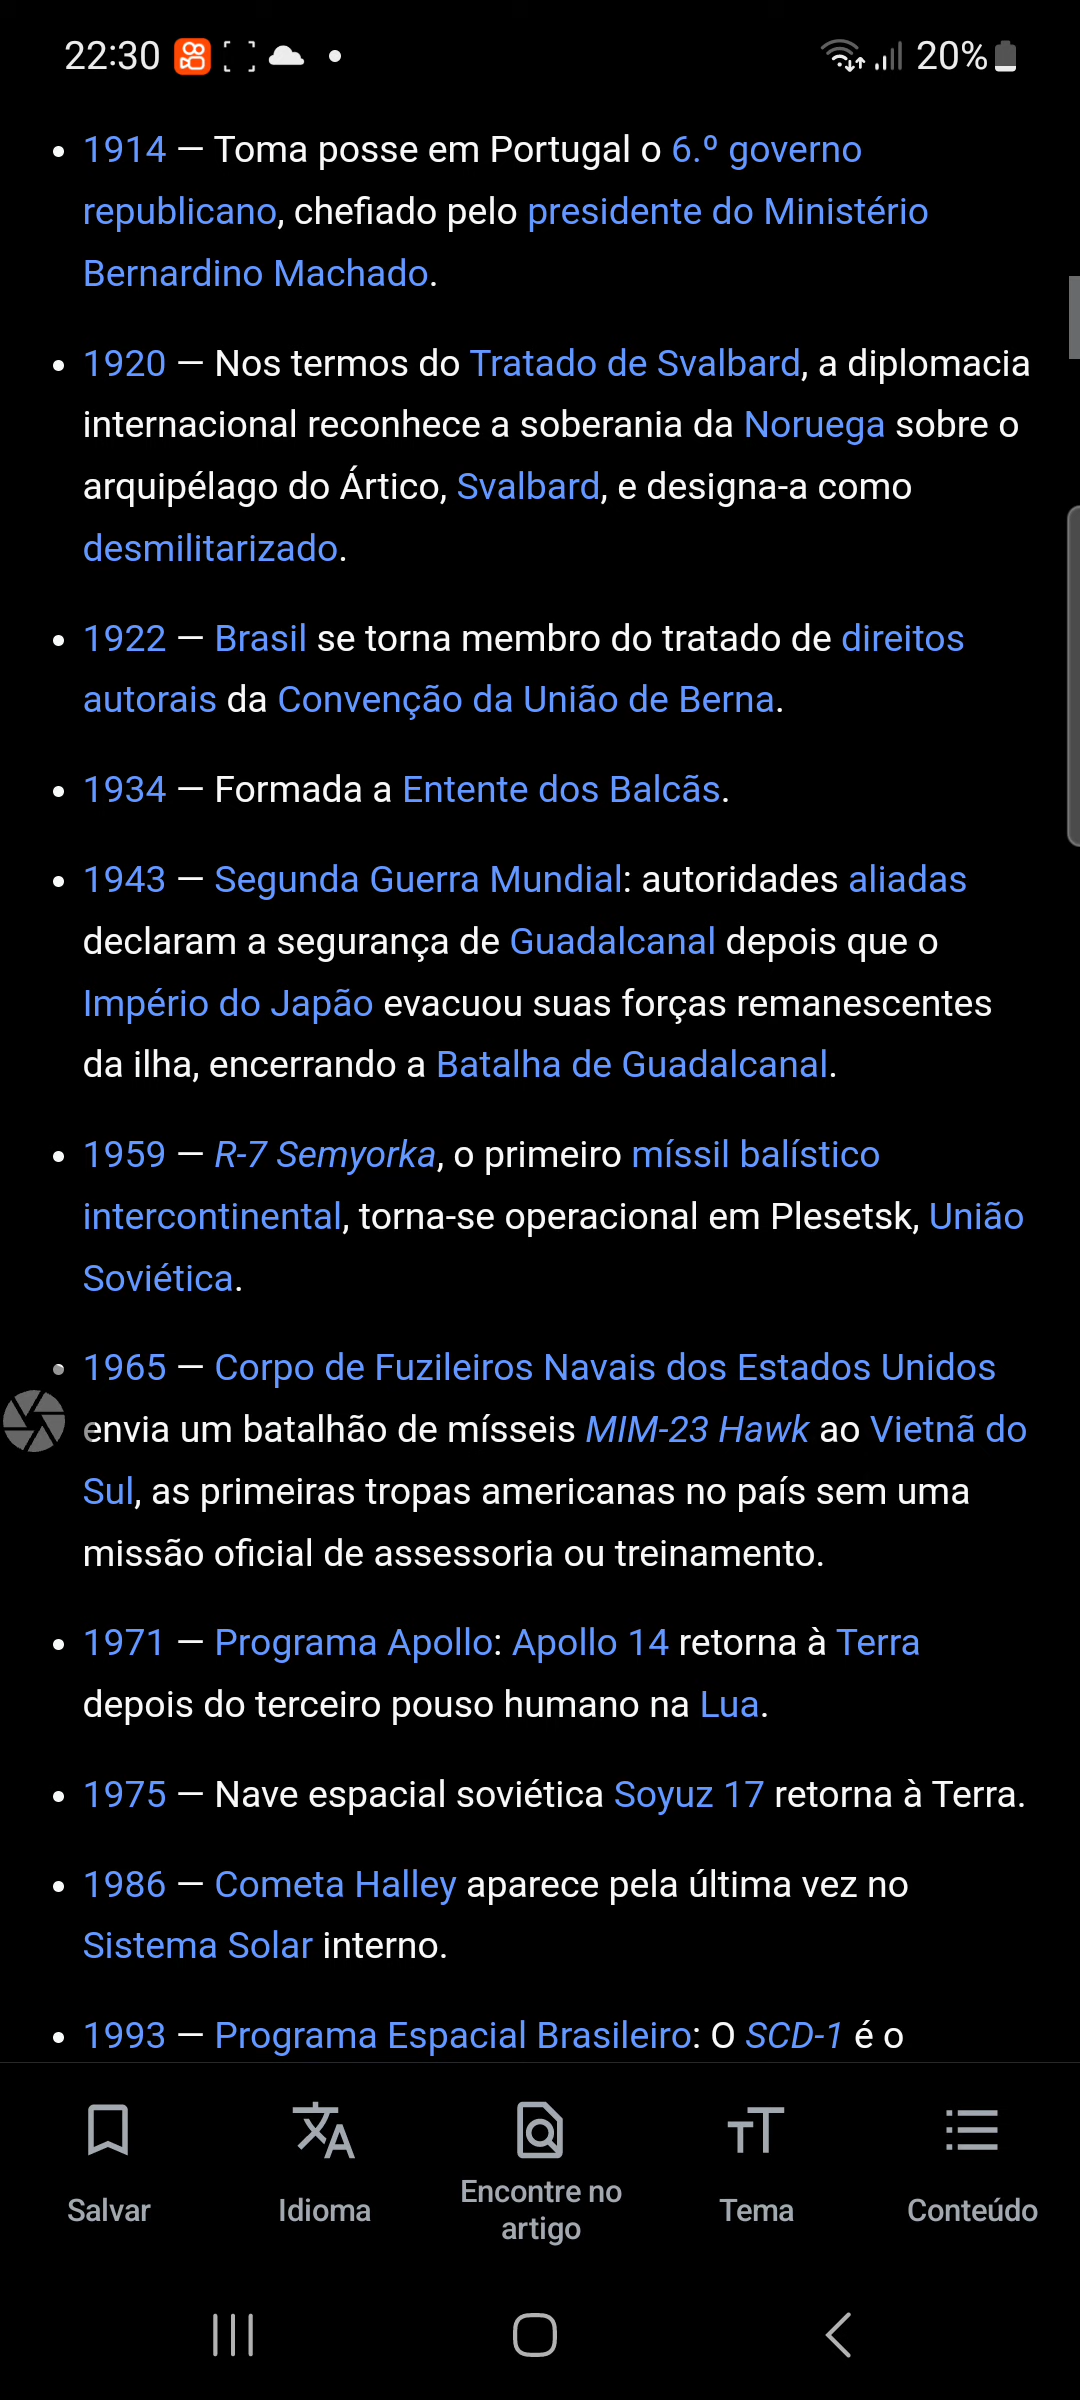 22:30
20%
• 1914 — Toma posse em Portugal o 6.º governo
republicano, chefiado pelo presidente do Ministério
Bernardino Machado.
• 1920 — Nos termos do Tratado de Svalbard, a diplomacia
internacional reconhece a soberania da Noruega sobre o
arquipélago do Ártico, Svalbard, e designa-a como
desmilitarizado.
• 1922 — Brasil se torna membro do tratado de direitos
autorais da Convenção da União de Berna.
• 1934 — Formada a Entente dos Balcãs.
• 1943 — Segunda Guerra Mundial: autoridades aliadas
declaram a segurança de Guadalcanal depois que o
Império do Japão evacuou suas forças remanescentes
da ilha, encerrando a Batalha de Guadalcanal.
• 1959 — R-7 Semyorka, o primeiro míssil balístico
intercontinental, torna-se operacional em Plesetsk, União
Soviética.
• 1965 — Corpo de Fuzileiros Navais dos Estados Unidos
envia um batalhão de mísseis MIM-23 Hawk ao Vietnã do
Sul, as primeiras tropas americanas no país sem uma
missão oficial de assessoria ou treinamento.
• 1971 — Programa Apollo: Apollo 14 retorna à Terra
depois do terceiro pouso humano na Lua.
• 1975 — Nave espacial soviética Soyuz 17 retorna à Terra.
• 1986 — Cometa Halley aparece pela última vez no
Sistema Solar interno.
• 1993 — Programa Espacial Brasileiro: O SCD-1 é o
Salvar
Idioma
Encontre no
artigo
Tema
Conteúdo